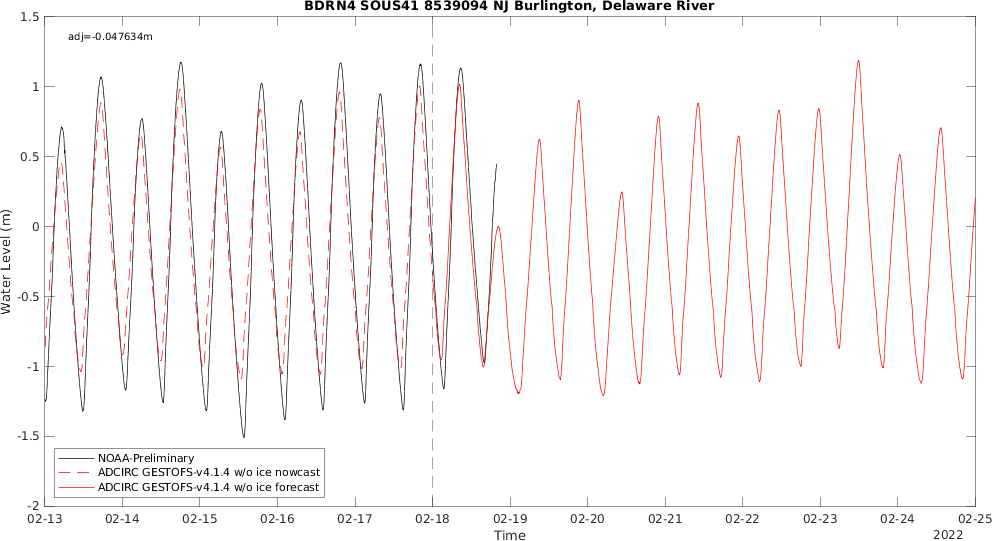 BDRN4 SOUS41 8539094 NJ Burlington, Delaware River
adj=-0.047634m
Water Level (m)
1.5
1
0.5
0
-0.5
-1
-1.5
-2
NOAA-Preliminary
ADCIRC GESTOFS-v4.1.4 w/o ice nowcast
ADCIRC GESTOFS-v4.1.4 w/o ice forecast
02-13 02-14 02-15 02-16 02-17 02-18 02-19 02-20 02-21 02-22 02-23 02-24 02-25
Time
2022